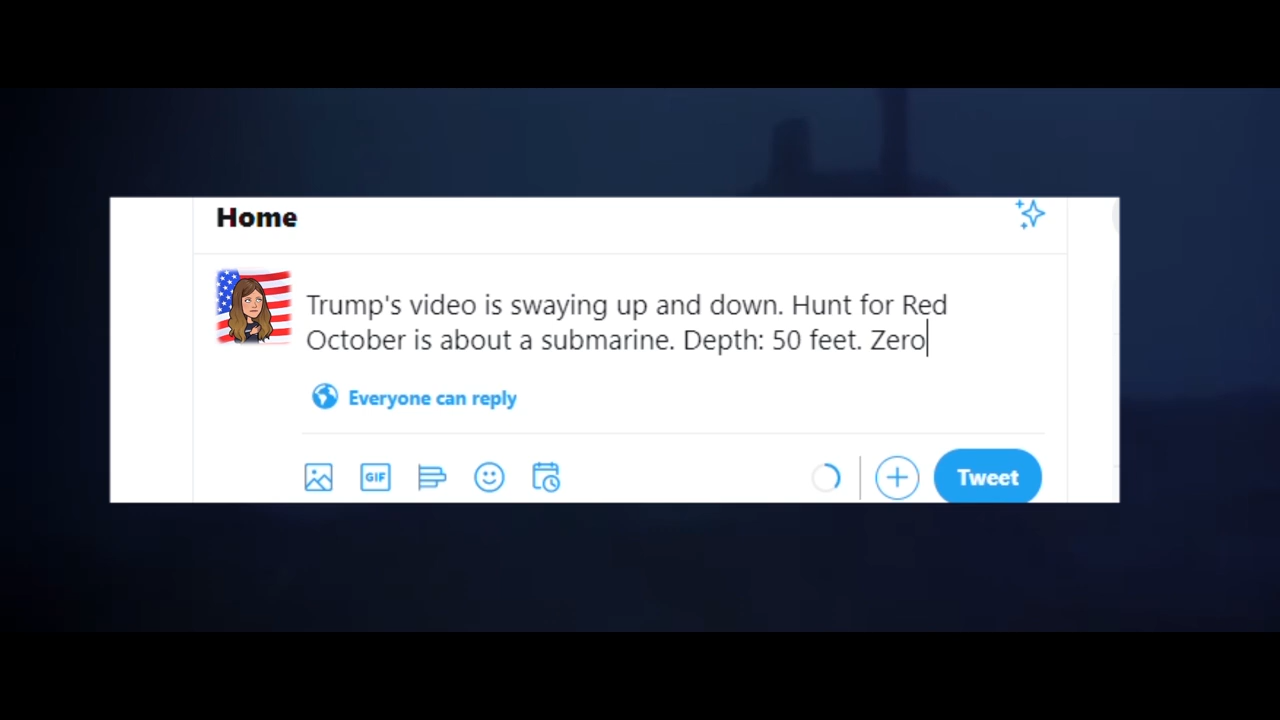 Home
Trump's video is swaying up and down. Hunt for Red
October is about a submarine. Depth: 50 feet. Zero
Everyone can reply
GIF
Tweet